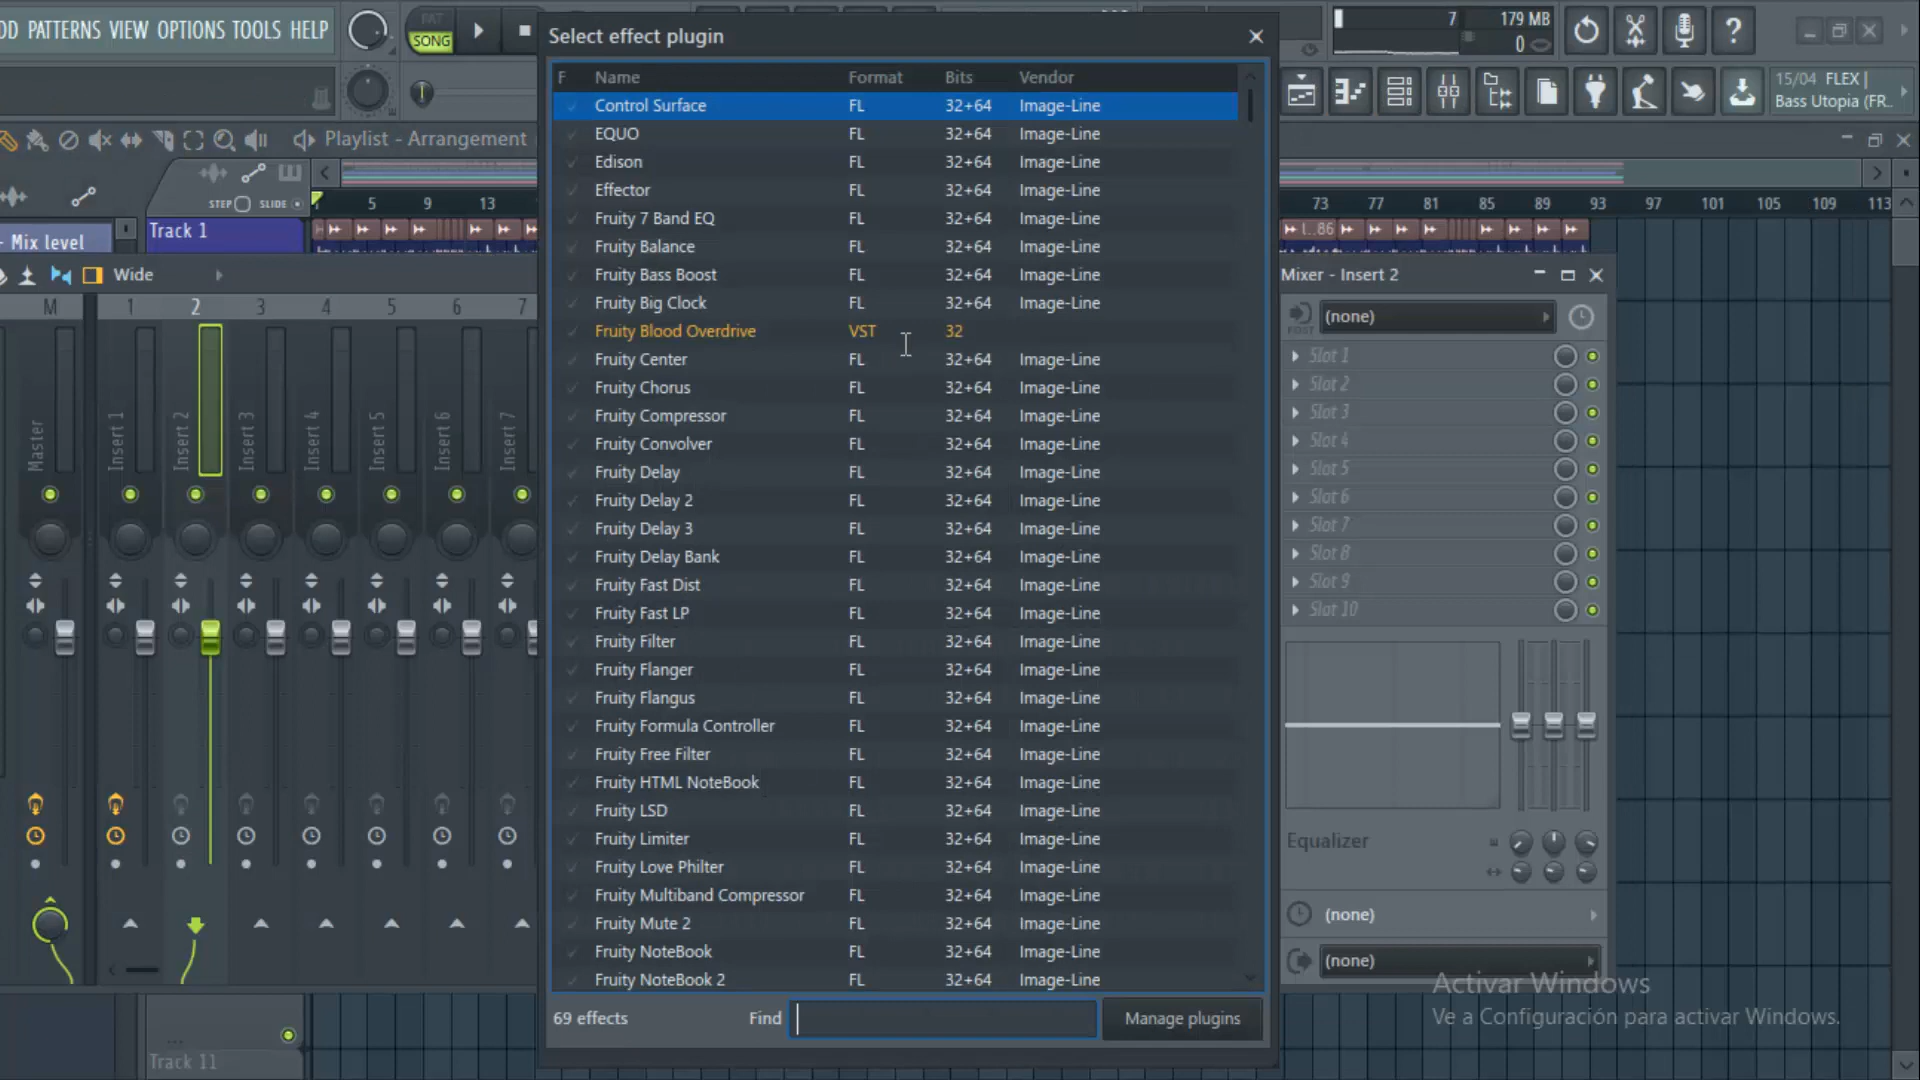 OD PATTERNS VIEW OPTIONS TOOLS HELP
PAT
SONG
7
179 MB
0
15/04 FLEX |
Bass Utopia (FR..
Playlist - Arrangement
STEP SLIDE
5 9 13
73 77 81 85 89 93 97 101 105 109 113
- Mix level
Track 1
l..86
Wide
M 1 2 3 4 5 6 7
Master
Insert 1
Insert 2
Insert 3
Insert 4
Insert 5
Insert 6
Insert 7
...
Track 11
Select effect plugin
F Name Format Bits Vendor
Control Surface FL 32+64 Image-Line
EQUO FL 32+64 Image-Line
Edison FL 32+64 Image-Line
Effector FL 32+64 Image-Line
Fruity 7 Band EQ FL 32+64 Image-Line
Fruity Balance FL 32+64 Image-Line
Fruity Bass Boost FL 32+64 Image-Line
Fruity Big Clock FL 32+64 Image-Line
Fruity Blood Overdrive VST 32
Fruity Center FL 32+64 Image-Line
Fruity Chorus FL 32+64 Image-Line
Fruity Compressor FL 32+64 Image-Line
Fruity Convolver FL 32+64 Image-Line
Fruity Delay FL 32+64 Image-Line
Fruity Delay 2 FL 32+64 Image-Line
Fruity Delay 3 FL 32+64 Image-Line
Fruity Delay Bank FL 32+64 Image-Line
Fruity Fast Dist FL 32+64 Image-Line
Fruity Fast LP FL 32+64 Image-Line
Fruity Filter FL 32+64 Image-Line
Fruity Flanger FL 32+64 Image-Line
Fruity Flangus FL 32+64 Image-Line
Fruity Formula Controller FL 32+64 Image-Line
Fruity Free Filter FL 32+64 Image-Line
Fruity HTML NoteBook FL 32+64 Image-Line
Fruity LSD FL 32+64 Image-Line
Fruity Limiter FL 32+64 Image-Line
Fruity Love Philter FL 32+64 Image-Line
Fruity Multiband Compressor FL 32+64 Image-Line
Fruity Mute 2 FL 32+64 Image-Line
Fruity NoteBook FL 32+64 Image-Line
Fruity NoteBook 2 FL 32+64 Image-Line
69 effects Find Manage plugins
Mixer - Insert 2
POST
(none)
Slot 1
Slot 2
Slot 3
Slot 4
Slot 5
Slot 6
Slot 7
Slot 8
Slot 9
Slot 10
Equalizer
(none)
(none)
Activar Windows
Ve a Configuración para activar Windows.